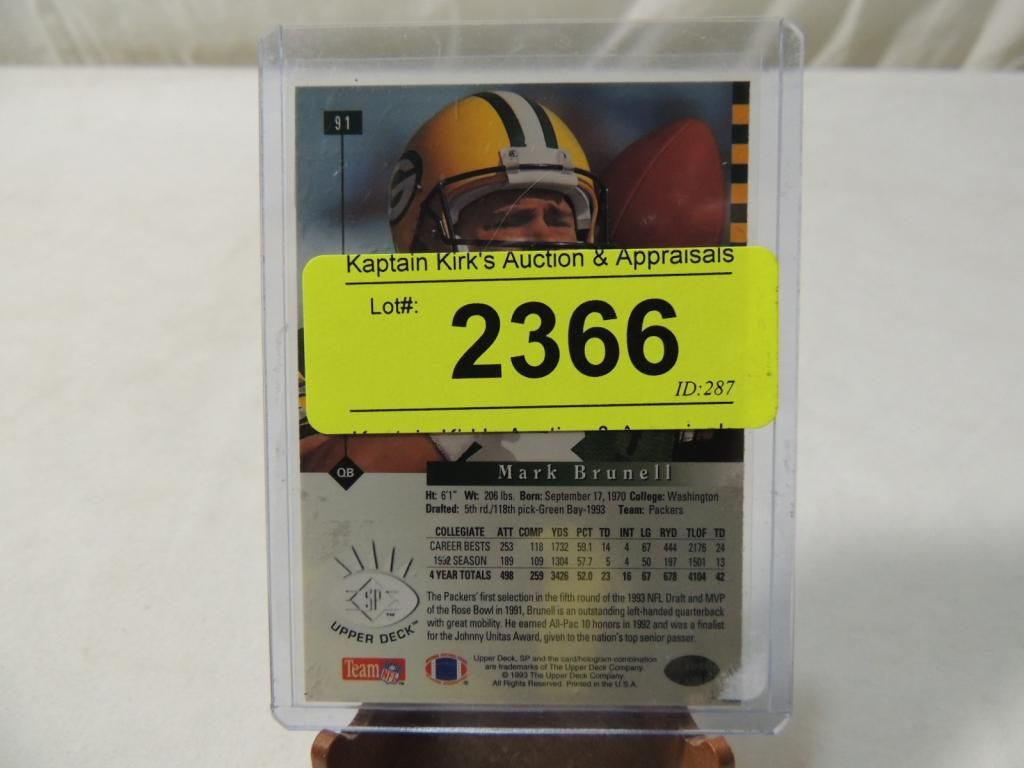 91
G
Kaptain Kirk's Auction & Appraisals
Lot#:
2366
ID:287
Kaptain Kirk's Auction & Appraisals
QB
Mark Brunell
Ht: 6'1" Wt: 206 lbs. Born: September 17, 1970 College: Washington
Drafted: 5th rd./118th pick-Green Bay-1993 Team: Packers
COLLEGIATE ATT COMP YDS PCT TD INT LG RYD TLOF TD
CAREER BESTS 253 118 1732 59.1 14 4 67 444 2176 24
1992 SEASON 189 109 1304 57.7 5 4 50 197 1501 13
4 YEAR TOTALS 498 259 3426 52.0 23 16 67 678 4104 42
The Packers' first selection in the fifth round of the 1993 NFL Draft and MVP
of the Rose Bowl in 1991, Brunell is an outstanding left-handed quarterback
with great mobility. He earned All-Pac 10 honors in 1992 and was a finalist
for the Johnny Unitas Award, given to the nation's top senior passer.
SP™
UPPER DECK™
Team NFL
Upper Deck, SP and the card/hologram combination
are trademarks of The Upper Deck Company.
© 1993 The Upper Deck Company.
All Rights Reserved. Printed in the U.S.A.